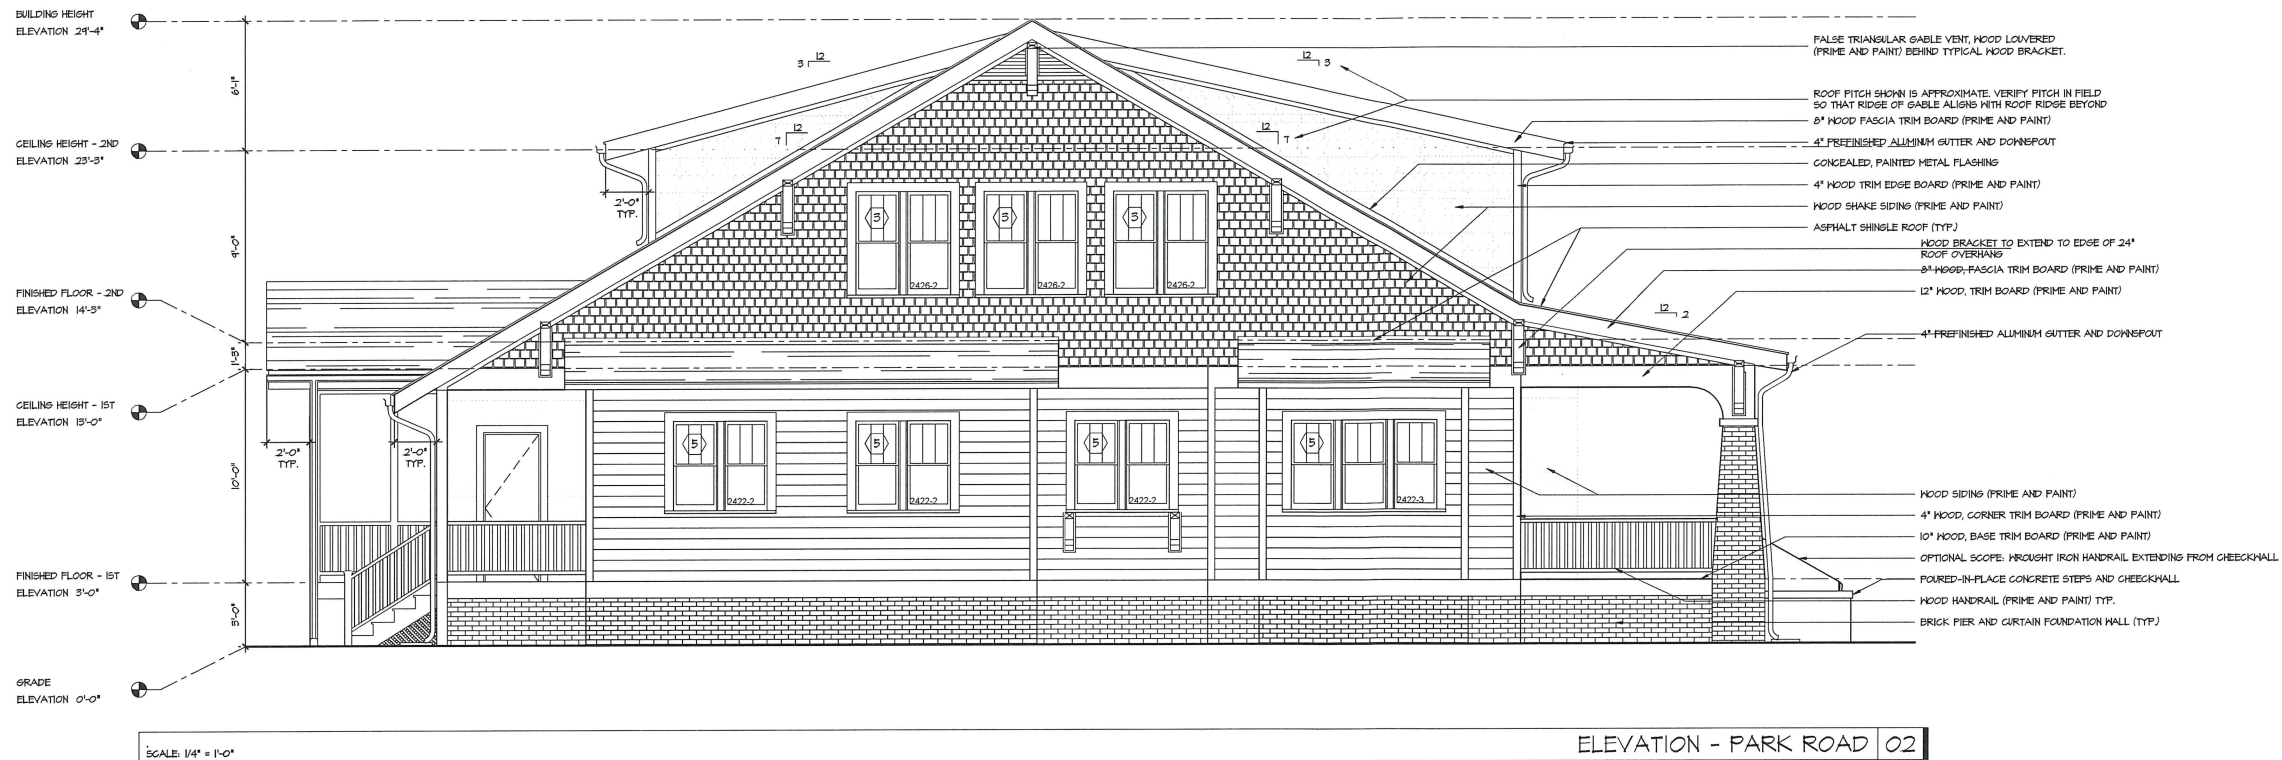 BUILDING HEIGHT
ELEVATION 29'-4"
6'-1"
CEILING HEIGHT - 2ND
ELEVATION 23'-3"
9'-0"
FINISHED FLOOR - 2ND
ELEVATION 14'-3"
1'-3"
CEILING HEIGHT - 1ST
ELEVATION 13'-0"
10'-0"
FINISHED FLOOR - 1ST
ELEVATION 3'-0"
3'-0"
GRADE
ELEVATION 0'-0"
12
3
12
3
12
7
12
7
2'-0"
TYP.
3
3
3
2426-2
2426-2
2426-2
12
2
2'-0"
TYP.
2'-0"
TYP.
5
5
5
5
2422-2
2422-2
2422-2
2422-3
FALSE TRIANGULAR GABLE VENT, WOOD LOUVERED
(PRIME AND PAINT) BEHIND TYPICAL WOOD BRACKET.
ROOF PITCH SHOWN IS APPROXIMATE. VERIFY PITCH IN FIELD
SO THAT RIDGE OF GABLE ALIGNS WITH ROOF RIDGE BEYOND
8" WOOD FASCIA TRIM BOARD (PRIME AND PAINT)
4" PREFINISHED ALUMINUM GUTTER AND DOWNSPOUT
CONCEALED, PAINTED METAL FLASHING
4" WOOD TRIM EDGE BOARD (PRIME AND PAINT)
WOOD SHAKE SIDING (PRIME AND PAINT)
ASPHALT SHINGLE ROOF (TYP.)
WOOD BRACKET TO EXTEND TO EDGE OF 24"
ROOF OVERHANG
8" WOOD, FASCIA TRIM BOARD (PRIME AND PAINT)
12" WOOD, TRIM BOARD (PRIME AND PAINT)
4" PREFINISHED ALUMINUM GUTTER AND DOWNSPOUT
WOOD SIDING (PRIME AND PAINT)
4" WOOD, CORNER TRIM BOARD (PRIME AND PAINT)
10" WOOD, BASE TRIM BOARD (PRIME AND PAINT)
OPTIONAL SCOPE: WROUGHT IRON HANDRAIL EXTENDING FROM CHEECKWALL
POURED-IN-PLACE CONCRETE STEPS AND CHEECKWALL
WOOD HANDRAIL (PRIME AND PAINT) TYP.
BRICK PIER AND CURTAIN FOUNDATION WALL (TYP.)
SCALE: 1/4" = 1'-0"
ELEVATION - PARK ROAD 02